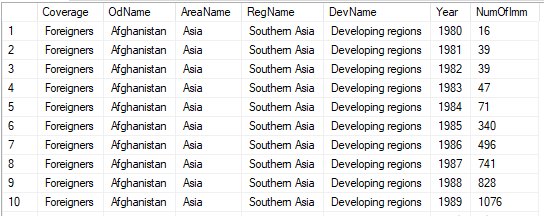 Coverage OdName AreaName RegName DevName Year NumOfImm
1 Foreigners Afghanistan Asia Southern Asia Developing regions 1980 16
2 Foreigners Afghanistan Asia Southern Asia Developing regions 1981 39
3 Foreigners Afghanistan Asia Southern Asia Developing regions 1982 39
4 Foreigners Afghanistan Asia Southern Asia Developing regions 1983 47
5 Foreigners Afghanistan Asia Southern Asia Developing regions 1984 71
6 Foreigners Afghanistan Asia Southern Asia Developing regions 1985 340
7 Foreigners Afghanistan Asia Southern Asia Developing regions 1986 496
8 Foreigners Afghanistan Asia Southern Asia Developing regions 1987 741
9 Foreigners Afghanistan Asia Southern Asia Developing regions 1988 828
10 Foreigners Afghanistan Asia Southern Asia Developing regions 1989 1076